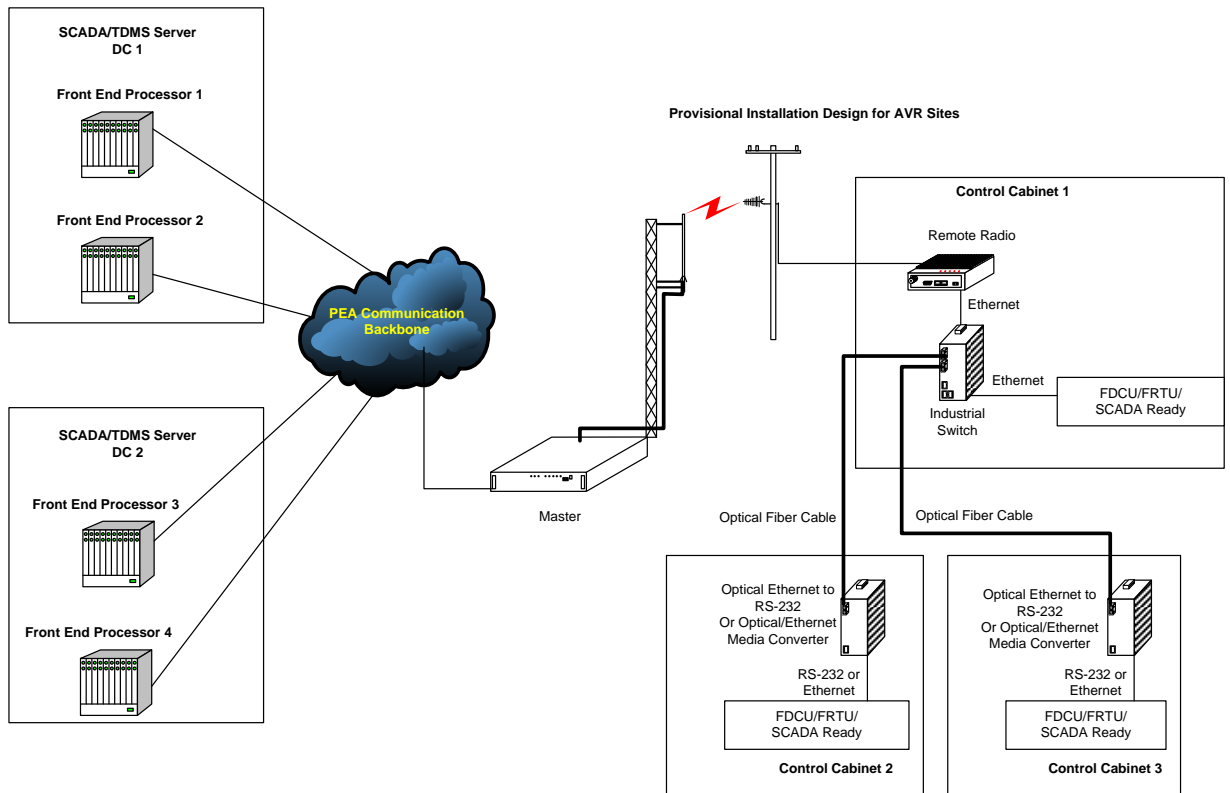 SCADA/TDMS Server
DC 1
Front End Processor 1
Front End Processor 2
PEA Communication
Backbone
SCADA/TDMS Server
DC 2
Front End Processor 3
Front End Processor 4
Master
Provisional Installation Design for AVR Sites
Control Cabinet 1
Remote Radio
Ethernet
Ethernet
Industrial
Switch
FDCU/FRTU/
SCADA Ready
Optical Fiber Cable
Optical Fiber Cable
Optical Ethernet to
RS-232
Or Optical/Ethernet
Media Converter
RS-232 or
Ethernet
FDCU/FRTU/
SCADA Ready
Control Cabinet 2
Optical Ethernet to
RS-232
Or Optical/Ethernet
Media Converter
RS-232 or
Ethernet
FDCU/FRTU/
SCADA Ready
Control Cabinet 3